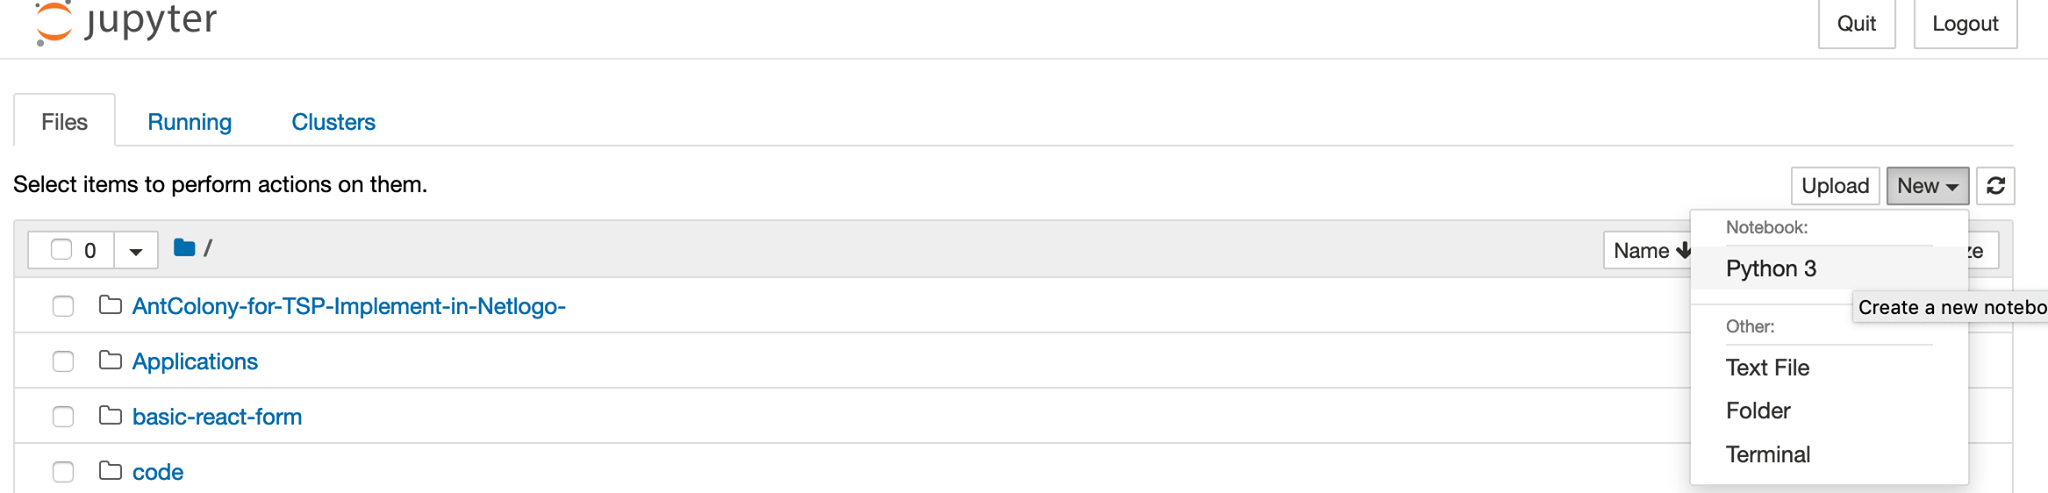 jupyter
Quit
Logout
Files
Running
Clusters
Select items to perform actions on them.
Upload
New
0
/
Name
ze
Notebook:
Python 3
Create a new notebo
Other:
Text File
Folder
Terminal
AntColony-for-TSP-Implement-in-Netlogo-
Applications
basic-react-form
code